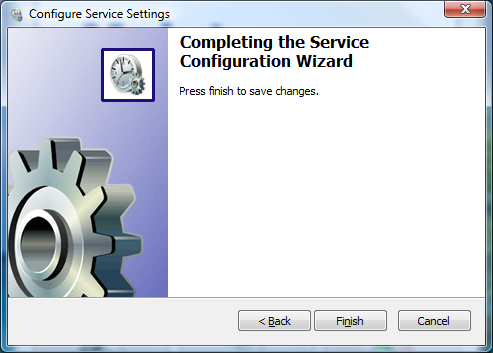 Configure Service Settings
Completing the Service
Configuration Wizard
Press finish to save changes.
< Back
Finish
Cancel